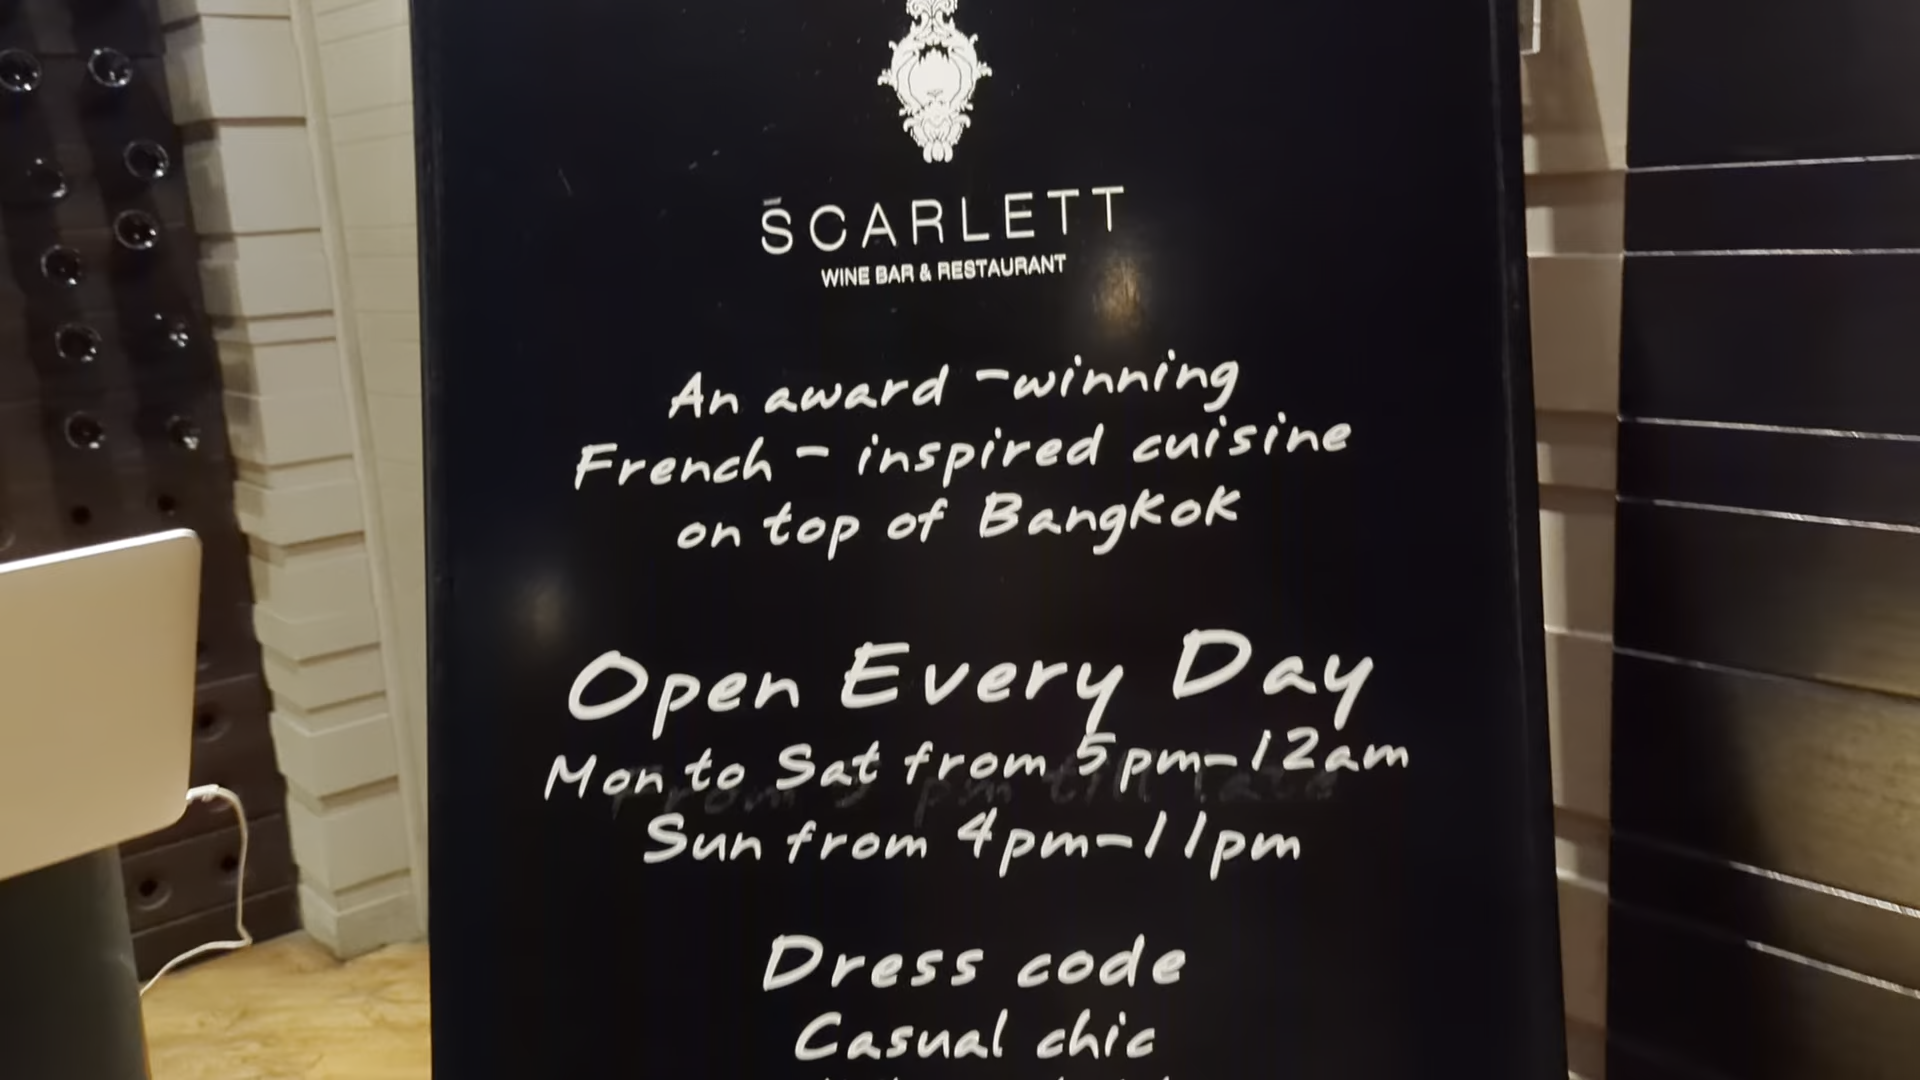 SCARLETT
WINE BAR & RESTAURANT
An award -winning
French - inspired cuisine
on top of Bangkok
Open Every Day
Mon to Sat from 5pm-12am
Sun from 4pm-11pm
Dress code
Casual chic